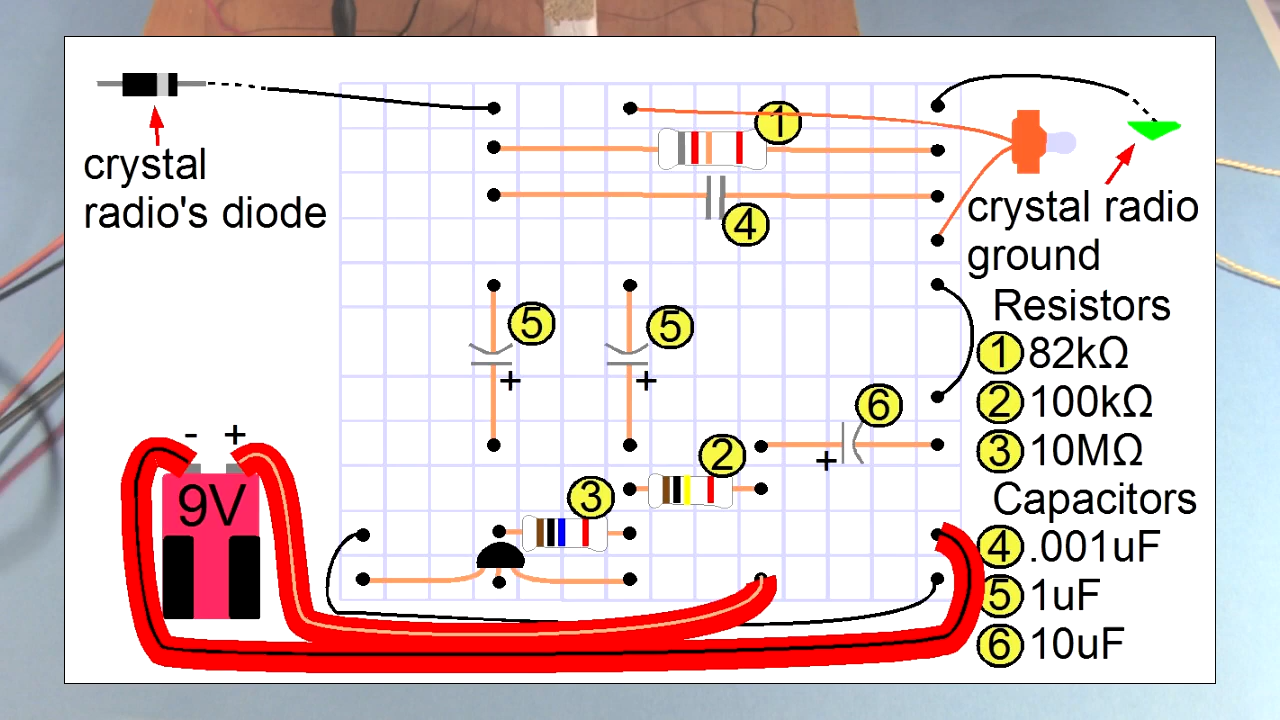 1
crystal
radio's diode
4
crystal radio
ground
5 5
Resistors
1 82kΩ
2 100kΩ
3 10MΩ
6
+ +
- +
+
2
9V
3
Capacitors
4 .001uF
5 1uF
6 10uF